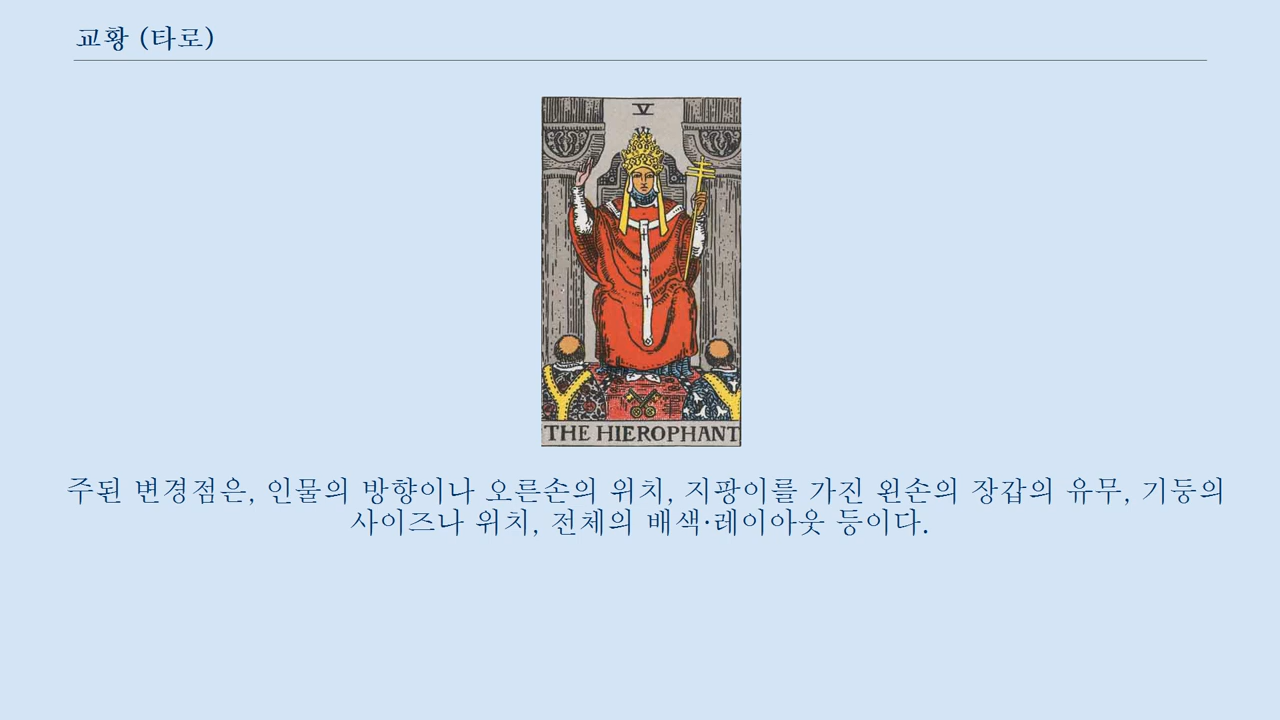 교황 (타로)
V
THE HIEROPHANT
주된 변경점은, 인물의 방향이나 오른손의 위치, 지팡이를 가진 왼손의 장갑의 유무, 기둥의
사이즈나 위치, 전체의 배색·레이아웃 등이다.